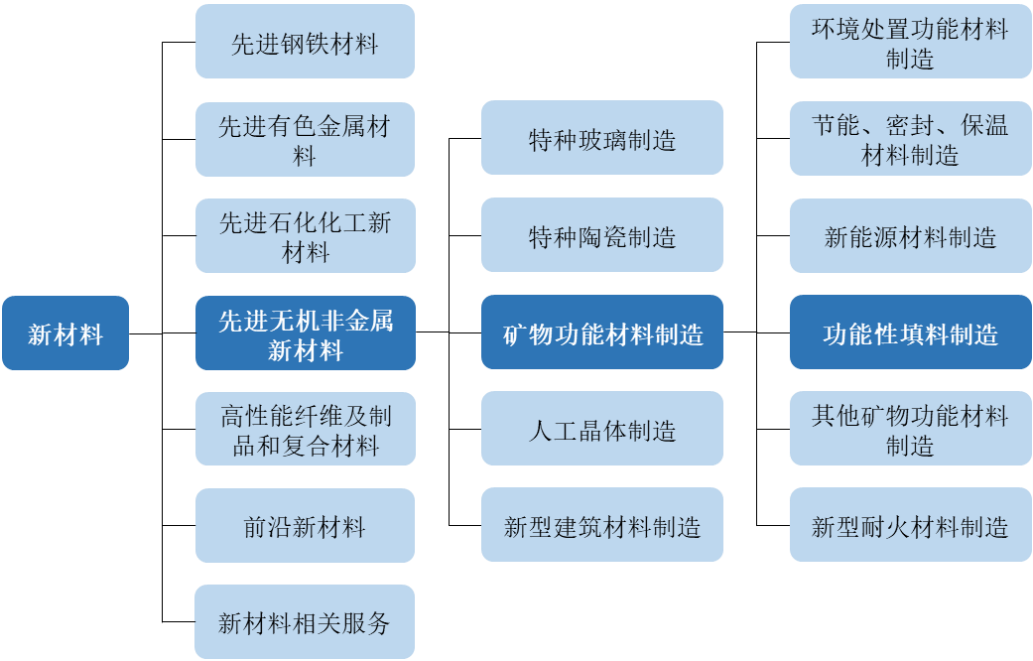 新材料
先进钢铁材料
先进有色金属材
料
先进石化化工新
材料
先进无机非金属
新材料
高性能纤维及制
品和复合材料
前沿新材料
新材料相关服务
特种玻璃制造
特种陶瓷制造
矿物功能材料制造
人工晶体制造
新型建筑材料制造
环境处置功能材料
制造
节能、密封、保温
材料制造
新能源材料制造
功能性填料制造
其他矿物功能材料
制造
新型耐火材料制造